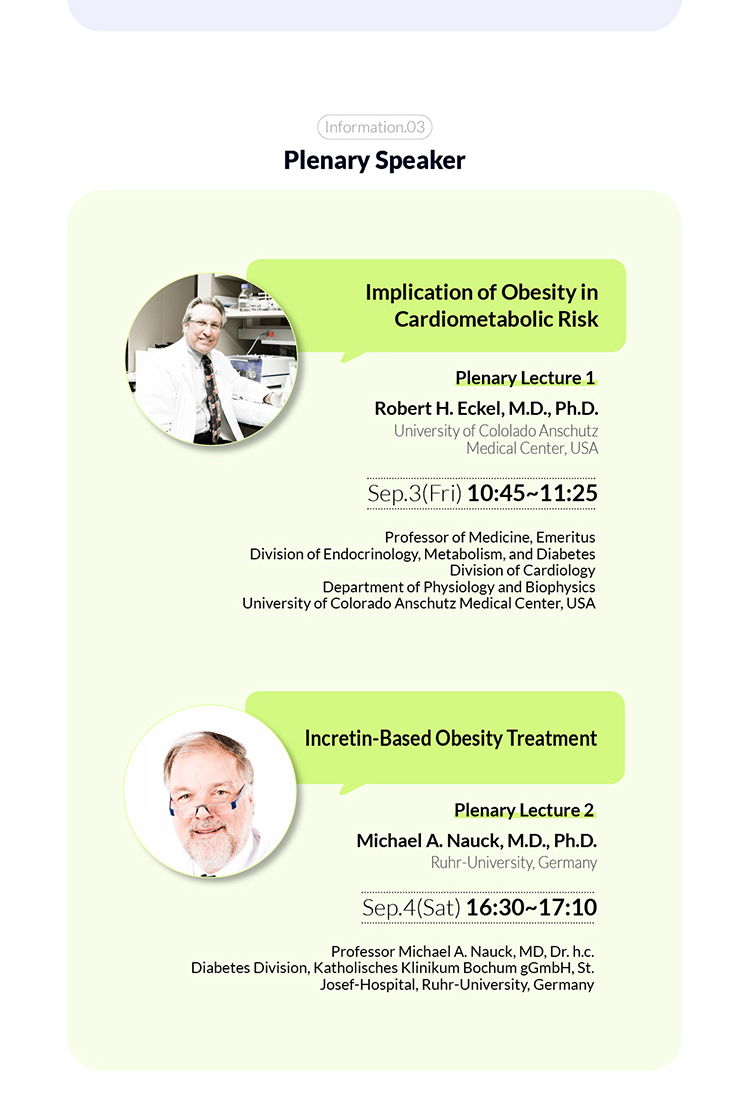 Information.03
Plenary Speaker
Implication of Obesity in
Cardiometabolic Risk
Plenary Lecture 1
Robert H. Eckel, M.D., Ph.D.
University of Cololado Anschutz
Medical Center, USA
Sep.3(Fri) 10:45~11:25
Professor of Medicine, Emeritus
Division of Endocrinology, Metabolism, and Diabetes
Division of Cardiology
Department of Physiology and Biophysics
University of Colorado Anschutz Medical Center, USA
Incretin-Based Obesity Treatment
Plenary Lecture 2
Michael A. Nauck, M.D., Ph.D.
Ruhr-University, Germany
Sep.4(Sat) 16:30~17:10
Professor Michael A. Nauck, MD, Dr. h.c.
Diabetes Division, Katholisches Klinikum Bochum gGmbH, St.
Josef-Hospital, Ruhr-University, Germany